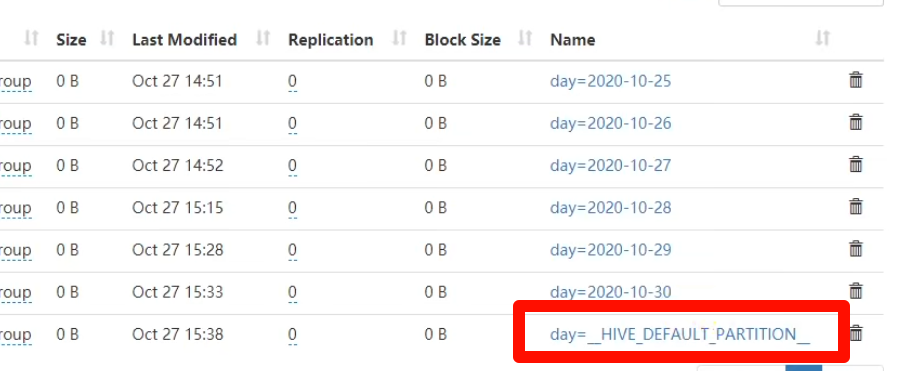 Size Last Modified Replication Block Size Name
roup 0 B Oct 27 14:51 0 0 B day=2020-10-25
roup 0 B Oct 27 14:51 0 0 B day=2020-10-26
roup 0 B Oct 27 14:52 0 0 B day=2020-10-27
roup 0 B Oct 27 15:15 0 0 B day=2020-10-28
roup 0 B Oct 27 15:28 0 0 B day=2020-10-29
roup 0 B Oct 27 15:33 0 0 B day=2020-10-30
roup 0 B Oct 27 15:38 0 0 B day=__HIVE_DEFAULT_PARTITION__